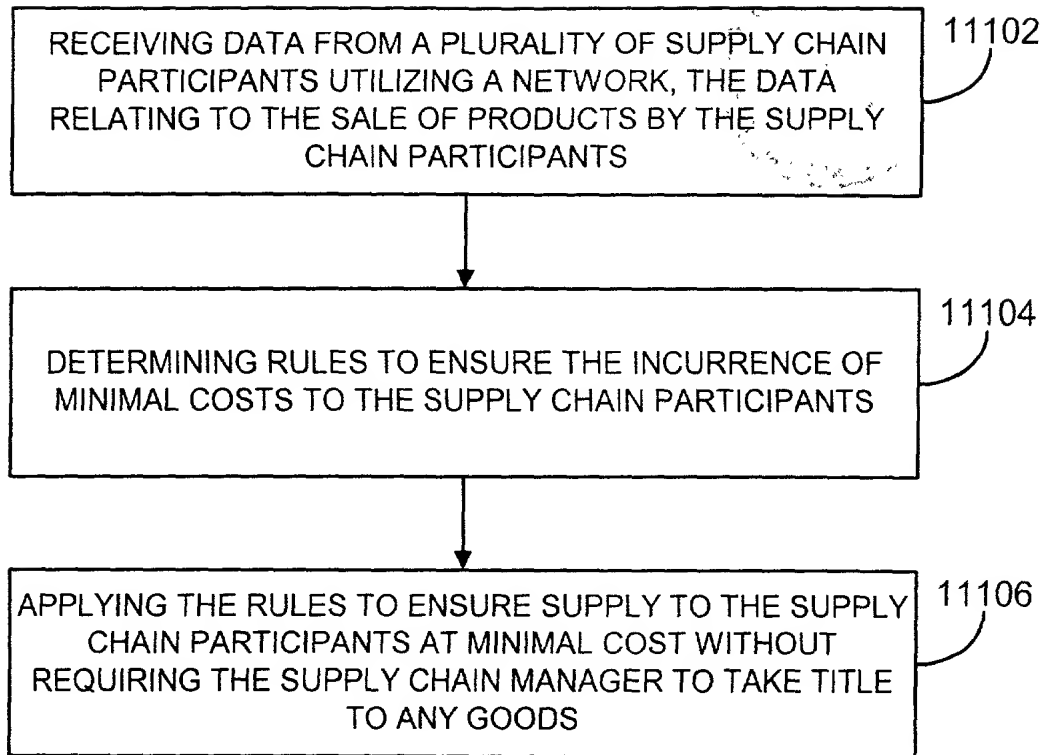 RECEIVING DATA FROM A PLURALITY OF SUPPLY CHAIN
PARTICIPANTS UTILIZING A NETWORK, THE DATA
RELATING TO THE SALE OF PRODUCTS BY THE SUPPLY
CHAIN PARTICIPANTS
11102
DETERMINING RULES TO ENSURE THE INCURRENCE OF
MINIMAL COSTS TO THE SUPPLY CHAIN PARTICIPANTS
11104
APPLYING THE RULES TO ENSURE SUPPLY TO THE SUPPLY
CHAIN PARTICIPANTS AT MINIMAL COST WITHOUT
REQUIRING THE SUPPLY CHAIN MANAGER TO TAKE TITLE
TO ANY GOODS
11106